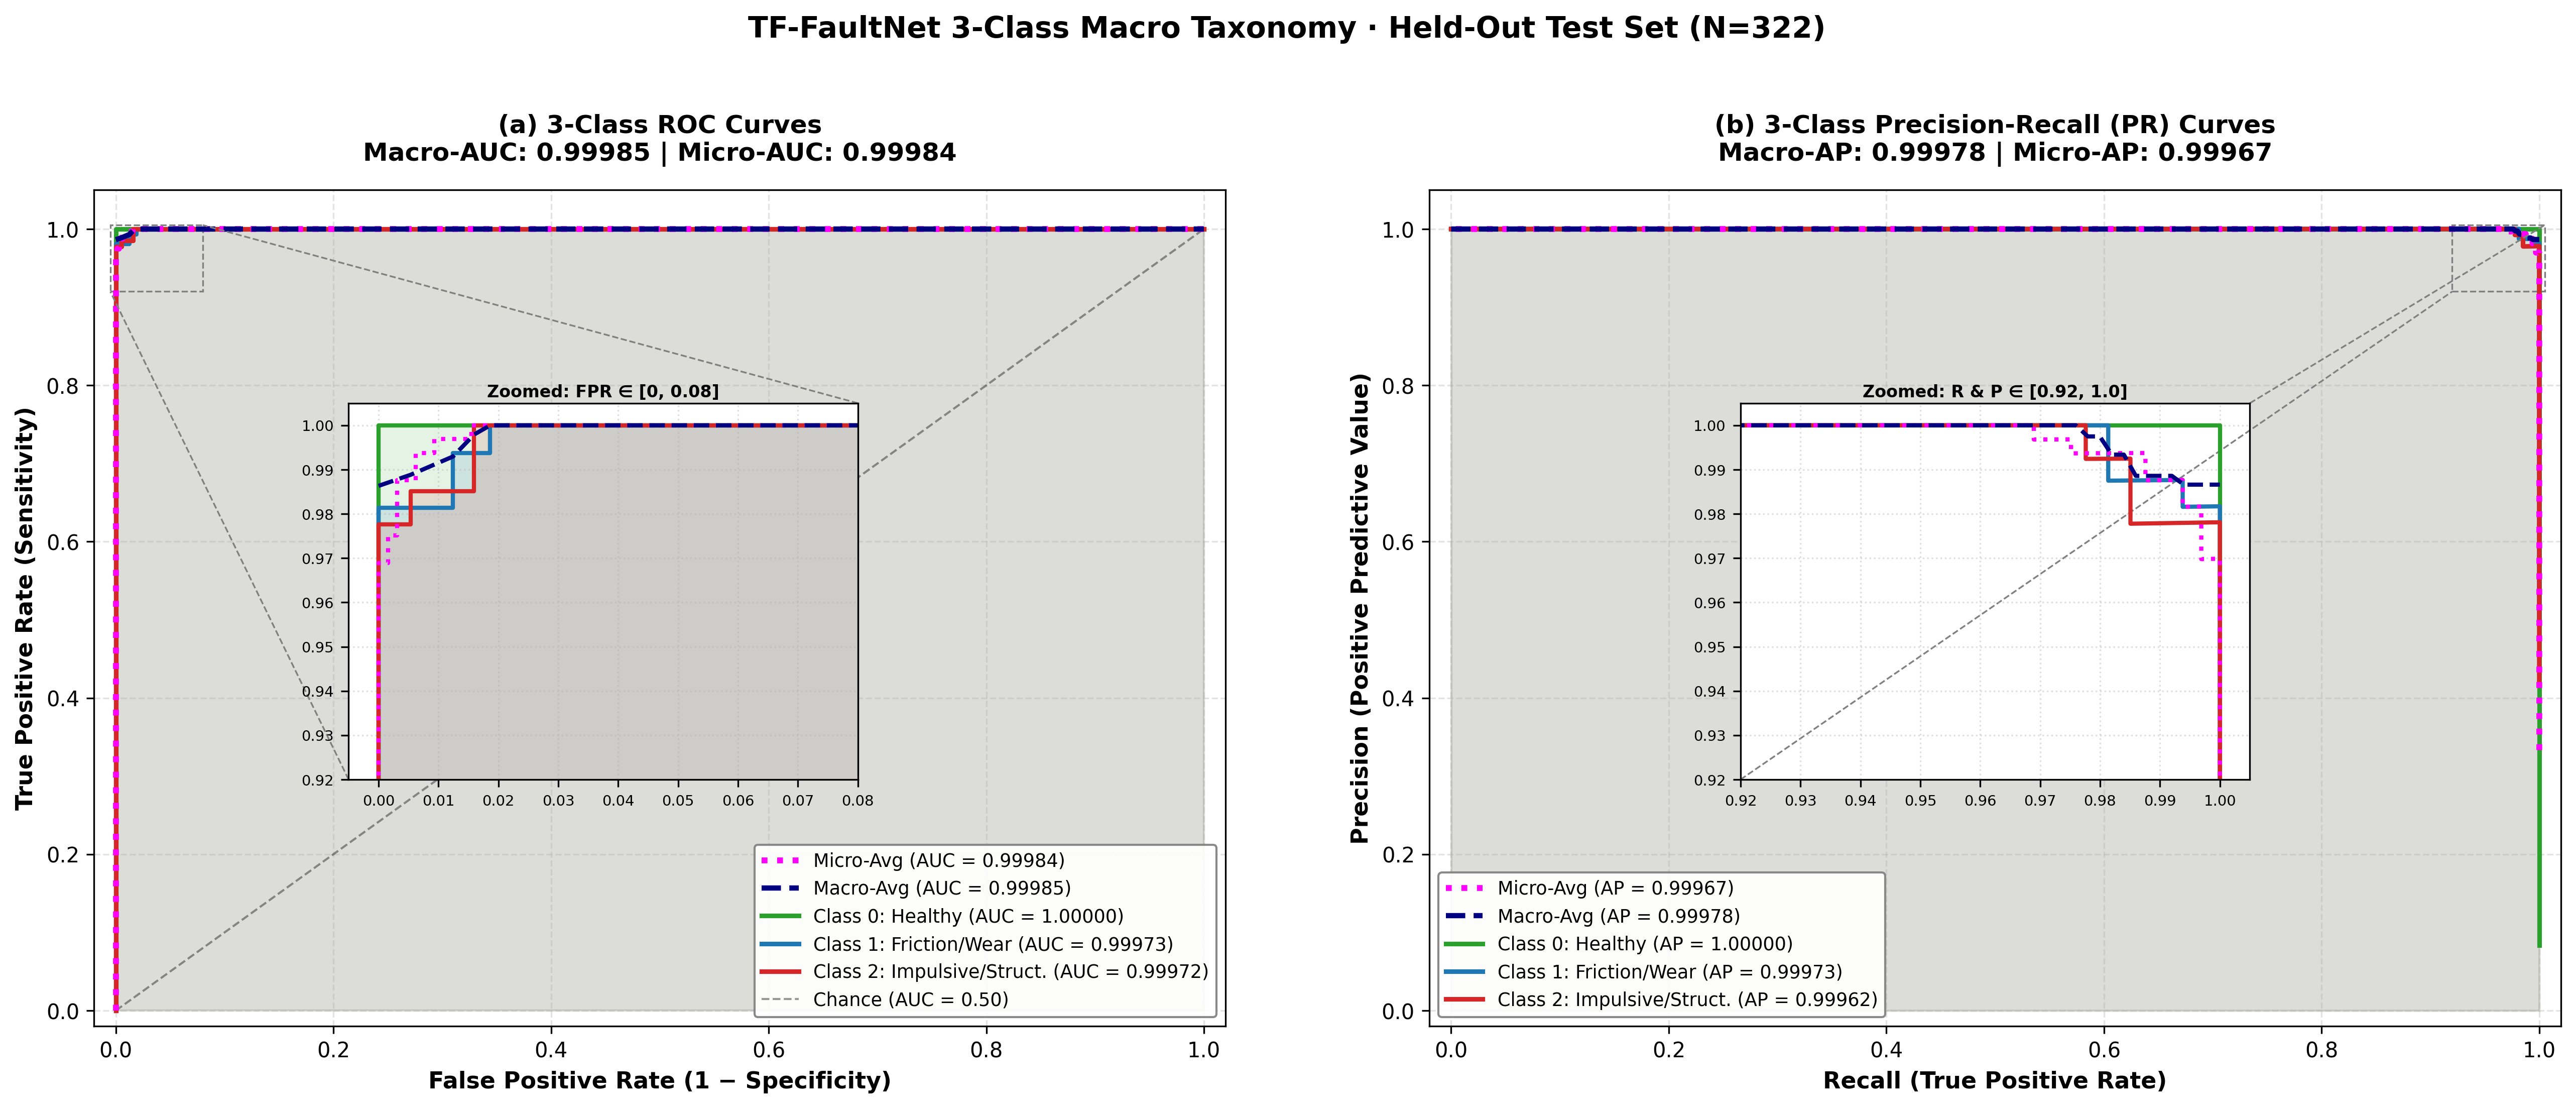 TF-FaultNet 3-Class Macro Taxonomy · Held-Out Test Set (N=322)
(a) 3-Class ROC Curves
Macro-AUC: 0.99985 | Micro-AUC: 0.99984
True Positive Rate (Sensitivity)
1.0
0.8
0.6
0.4
0.2
0.0
Zoomed: FPR ∈ [0, 0.08]
1.00
0.99
0.98
0.97
0.96
0.95
0.94
0.93
0.92
0.00 0.01 0.02 0.03 0.04 0.05 0.06 0.07 0.08
Micro-Avg (AUC = 0.99984)
Macro-Avg (AUC = 0.99985)
Class 0: Healthy (AUC = 1.00000)
Class 1: Friction/Wear (AUC = 0.99973)
Class 2: Impulsive/Struct. (AUC = 0.99972)
Chance (AUC = 0.50)
0.0 0.2 0.4 0.6 0.8 1.0
False Positive Rate (1 − Specificity)
(b) 3-Class Precision-Recall (PR) Curves
Macro-AP: 0.99978 | Micro-AP: 0.99967
Precision (Positive Predictive Value)
1.0
0.8
0.6
0.4
0.2
0.0
Zoomed: R & P ∈ [0.92, 1.0]
1.00
0.99
0.98
0.97
0.96
0.95
0.94
0.93
0.92
0.92 0.93 0.94 0.95 0.96 0.97 0.98 0.99 1.00
Micro-Avg (AP = 0.99967)
Macro-Avg (AP = 0.99978)
Class 0: Healthy (AP = 1.00000)
Class 1: Friction/Wear (AP = 0.99973)
Class 2: Impulsive/Struct. (AP = 0.99962)
0.0 0.2 0.4 0.6 0.8 1.0
Recall (True Positive Rate)